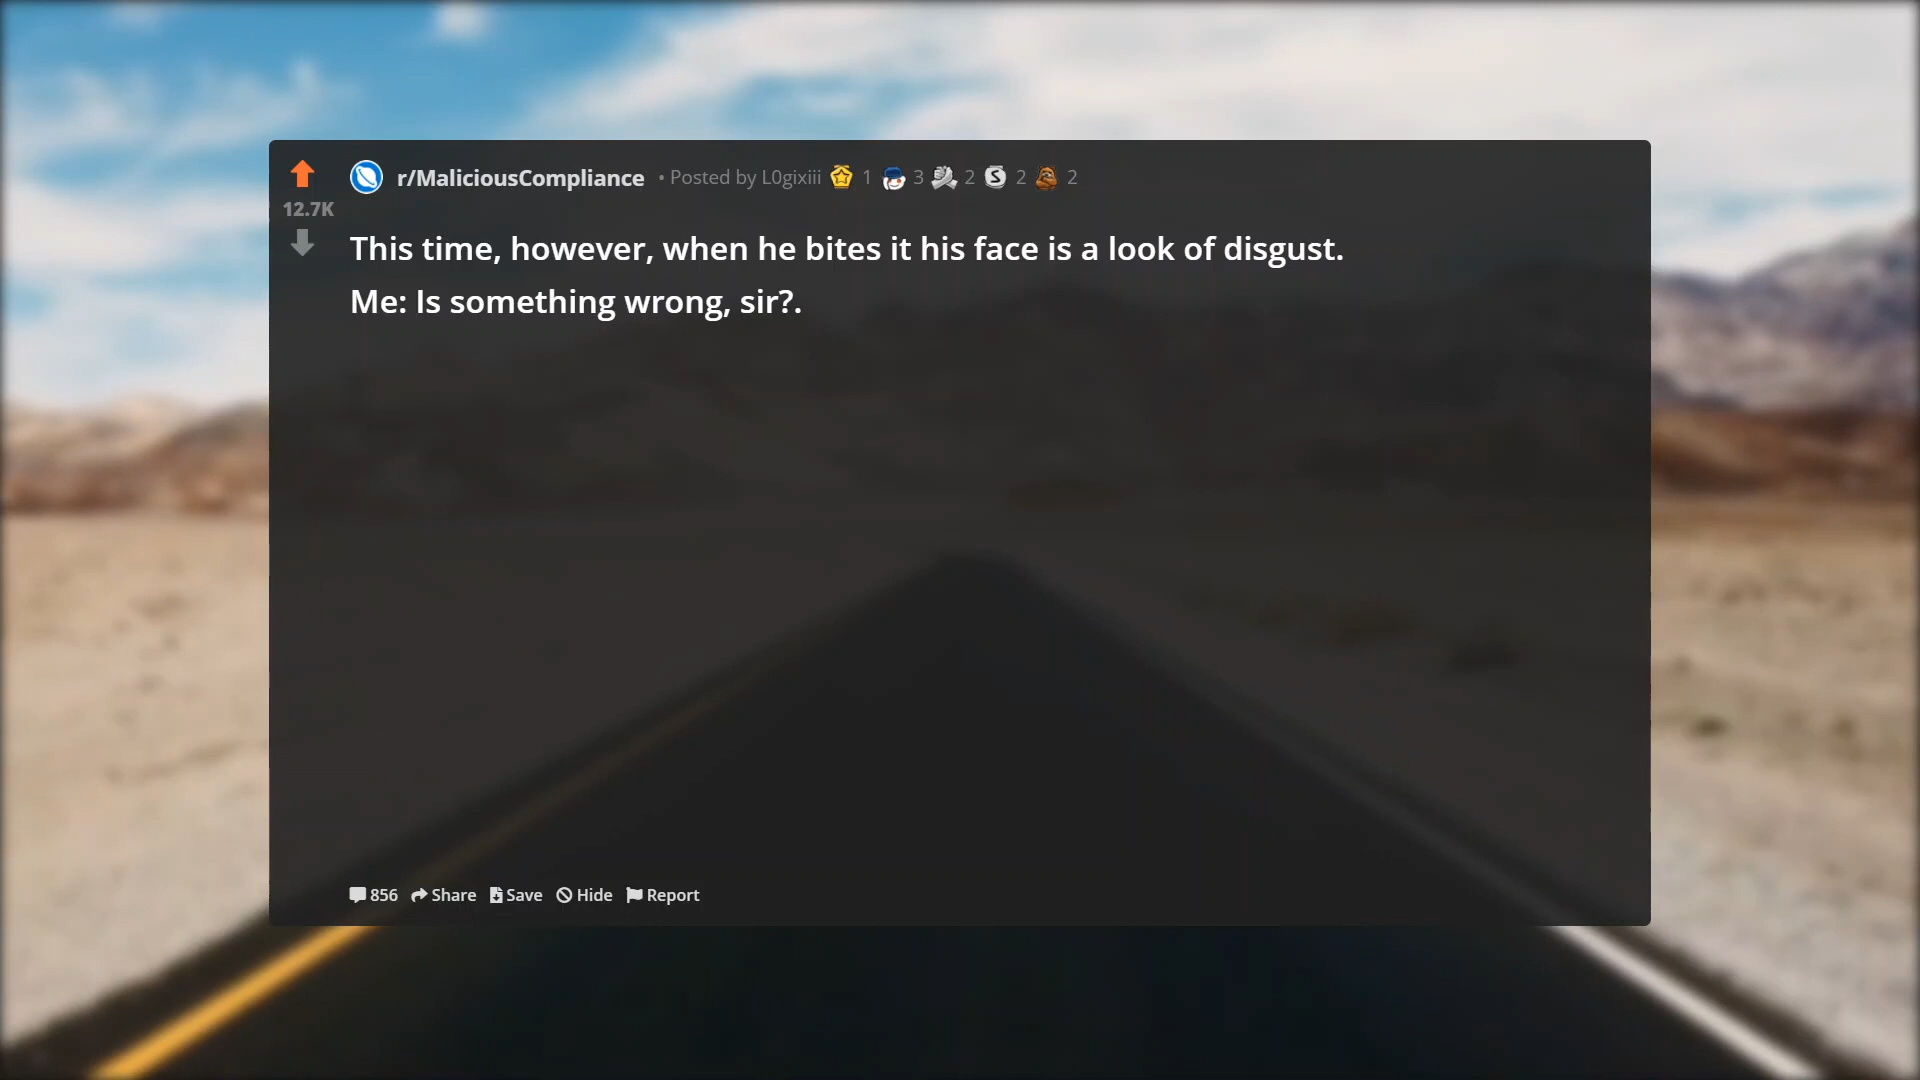 r/MaliciousCompliance • Posted by L0gixiii 1 3 2 2 2
12.7K
This time, however, when he bites it his face is a look of disgust.
Me: Is something wrong, sir?.
856 Share Save Hide Report